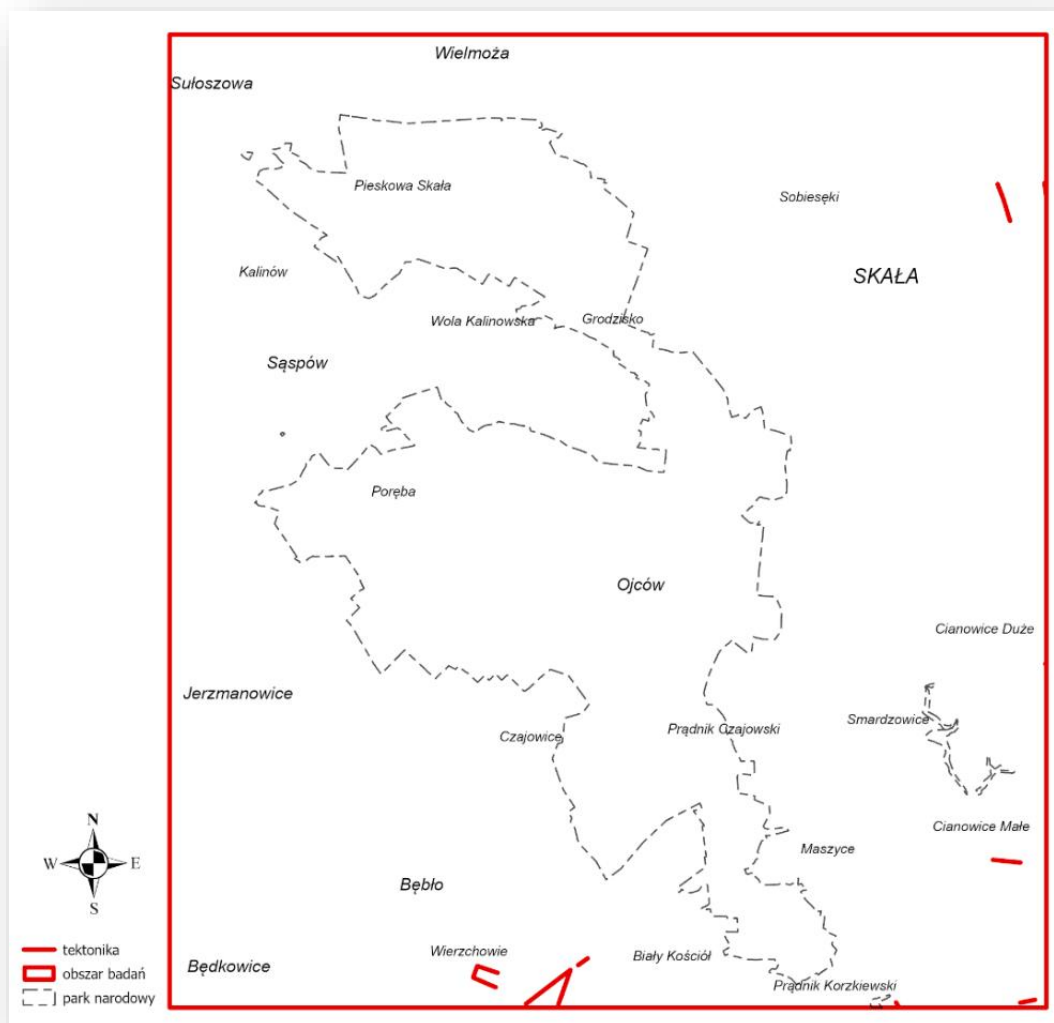 Wielmoża
Sułoszowa
Pieskowa Skała
Sobiesęki
Kalinów
SKAŁA
Wola Kalinowska
Grodzisko
Sąspów
Poręba
Ojców
Cianowice Duże
Jerzmanowice
Smardzowice
Czajowice
Prądnik Czajowski
N
W
E
S
Cianowice Małe
Maszyce
Bębło
Wierzchowie
Biały Kościół
Będkowice
Prądnik Korzkiewski
tektonika
obszar badań
park narodowy